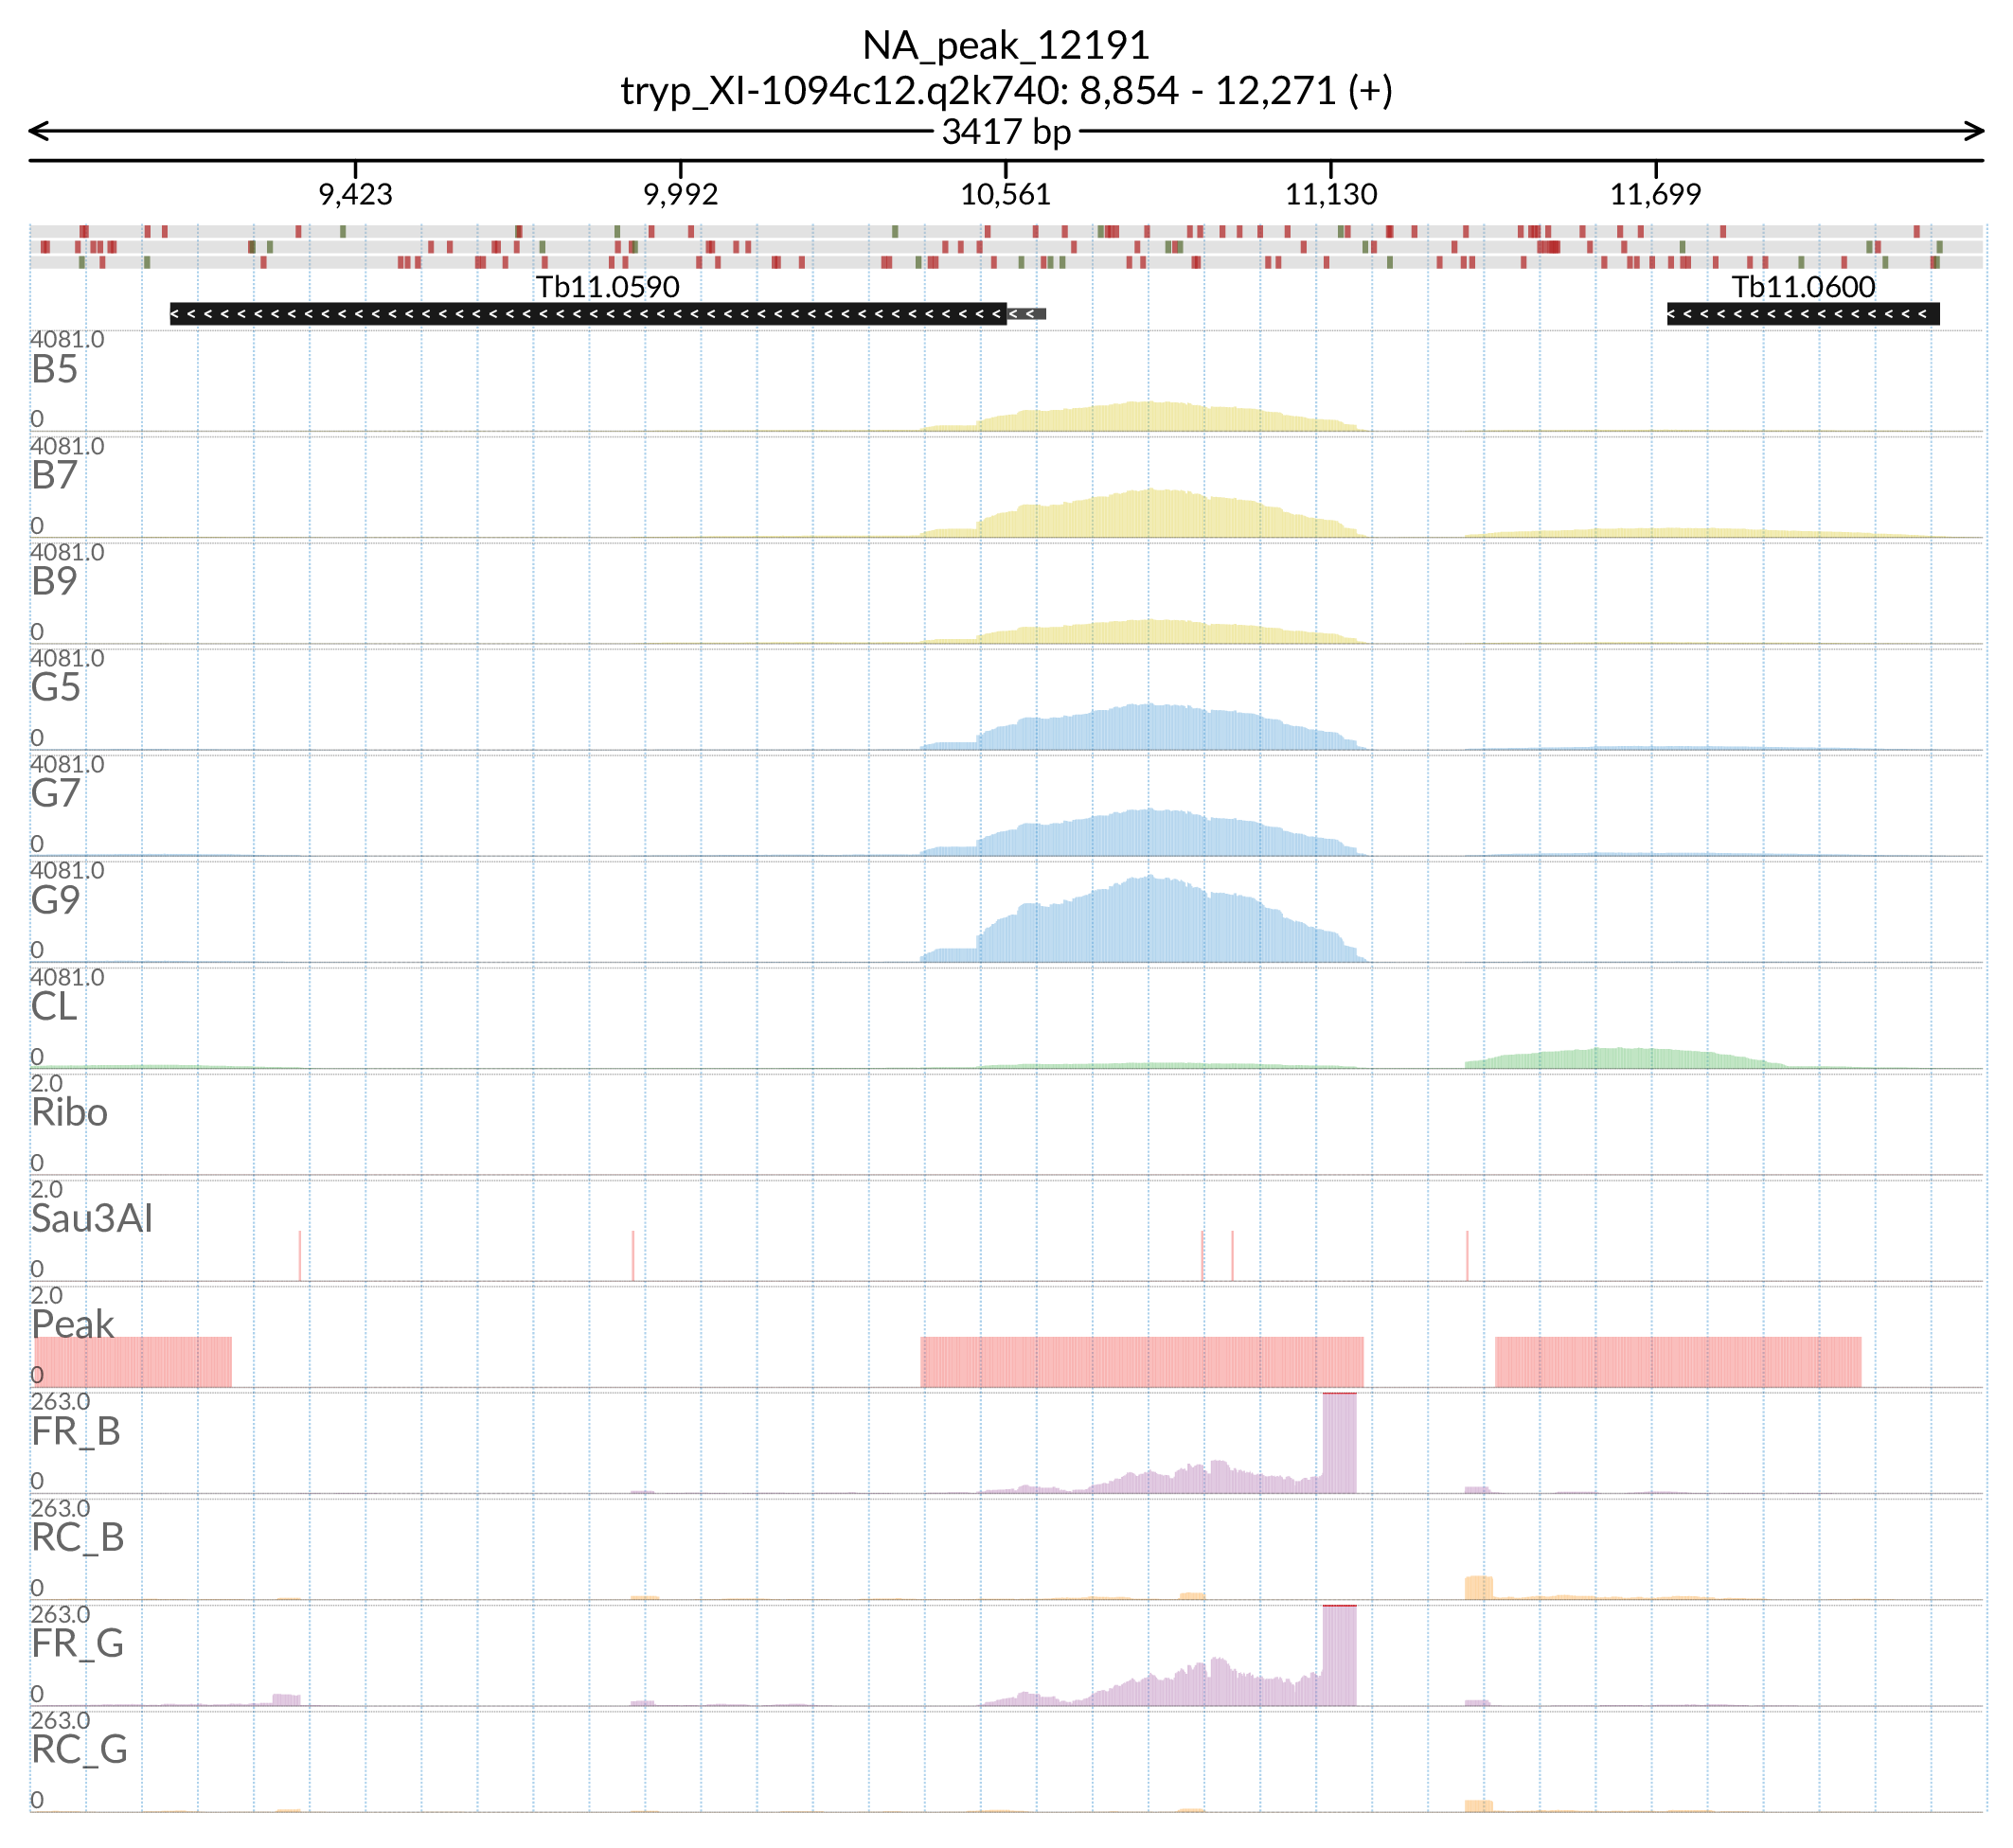 NA_peak_12191
tryp_XI-1094c12.q2k740: 8,854 - 12,271 (+)
3417 bp
9,423 9,992 10,561 11,130 11,699
Tb11.0590 Tb11.0600
4081.0
B5
0
4081.0
B7
0
4081.0
B9
0
4081.0
G5
0
4081.0
G7
0
4081.0
G9
0
4081.0
CL
0
2.0
Ribo
0
2.0
Sau3AI
0
2.0
Peak
0
263.0
FR_B
0
263.0
RC_B
0
263.0
FR_G
0
263.0
RC_G
0